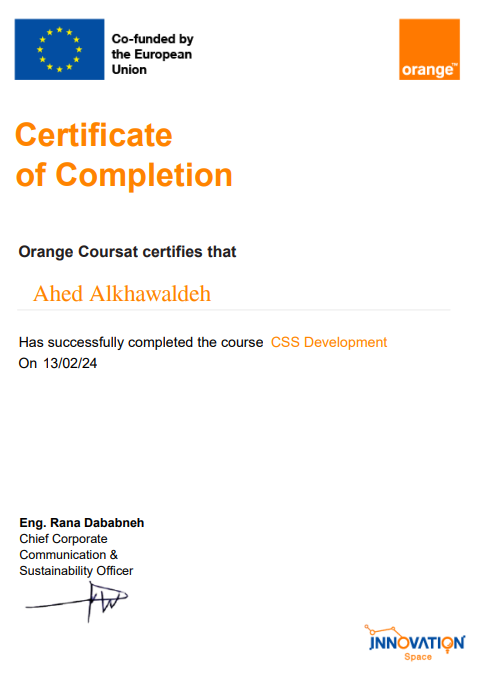 Co-funded by
the European
Union
orange™
Certificate
of Completion
Orange Coursat certifies that
Ahed Alkhawaldeh
Has successfully completed the course CSS Development
On 13/02/24
Eng. Rana Dababneh
Chief Corporate
Communication &
Sustainability Officer
INNOVATION
Space